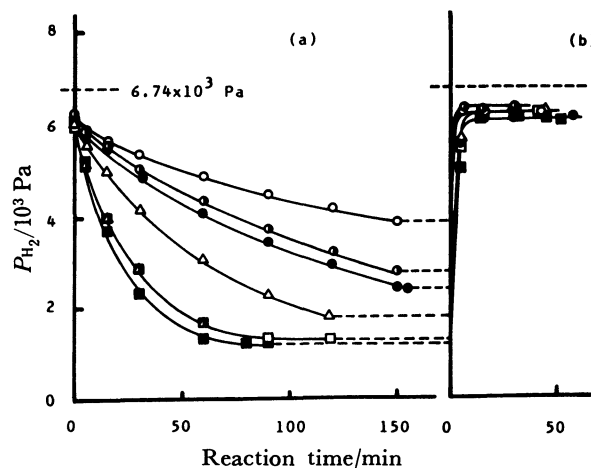 8
(a)
(b
6.74x10³ Pa
6
4
2
0
P_H₂/10³ Pa
0
50
100
150
0
50
Reaction time/min